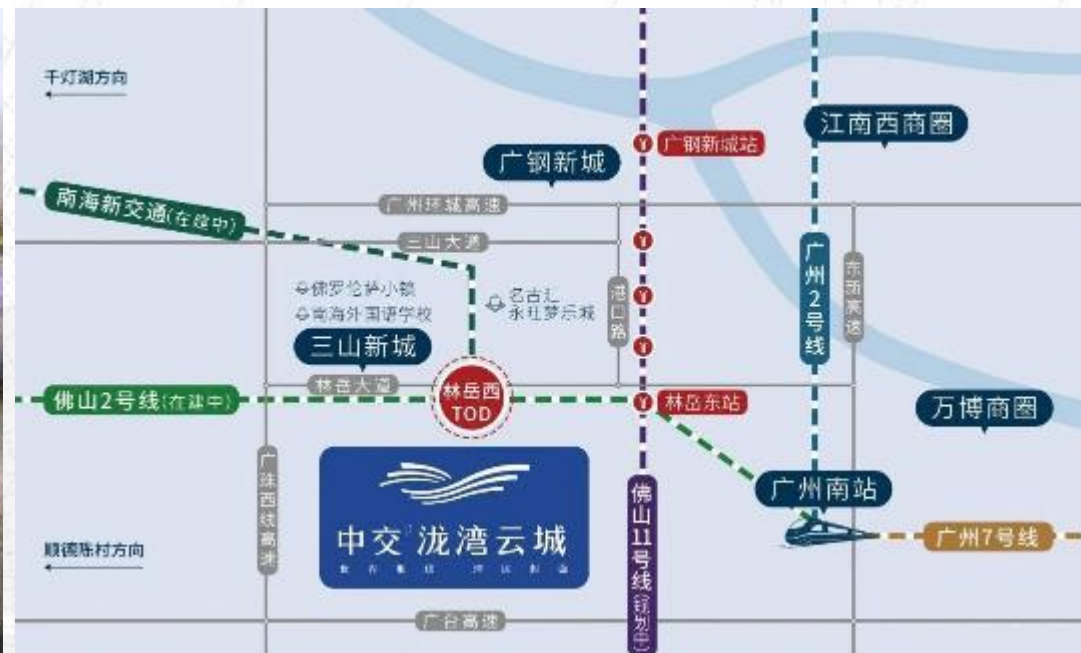 千灯湖方向
江南西商圈
广钢新城站
广钢新城
南海新交通(在建中)
广州环城高速
三山大道
佛罗伦萨小镇
南海外国语学校
名古汇
永旺梦乐城
港口路
广州2号线
东新高速
三山新城
林岳大道
林岳西
TOD
佛山2号线(在建中)
林岳东站
万博商圈
广珠西线高速
中交 泷湾云城
佛山11号线(规划中)
广州南站
广州7号线
顺德陈村方向
广台高速